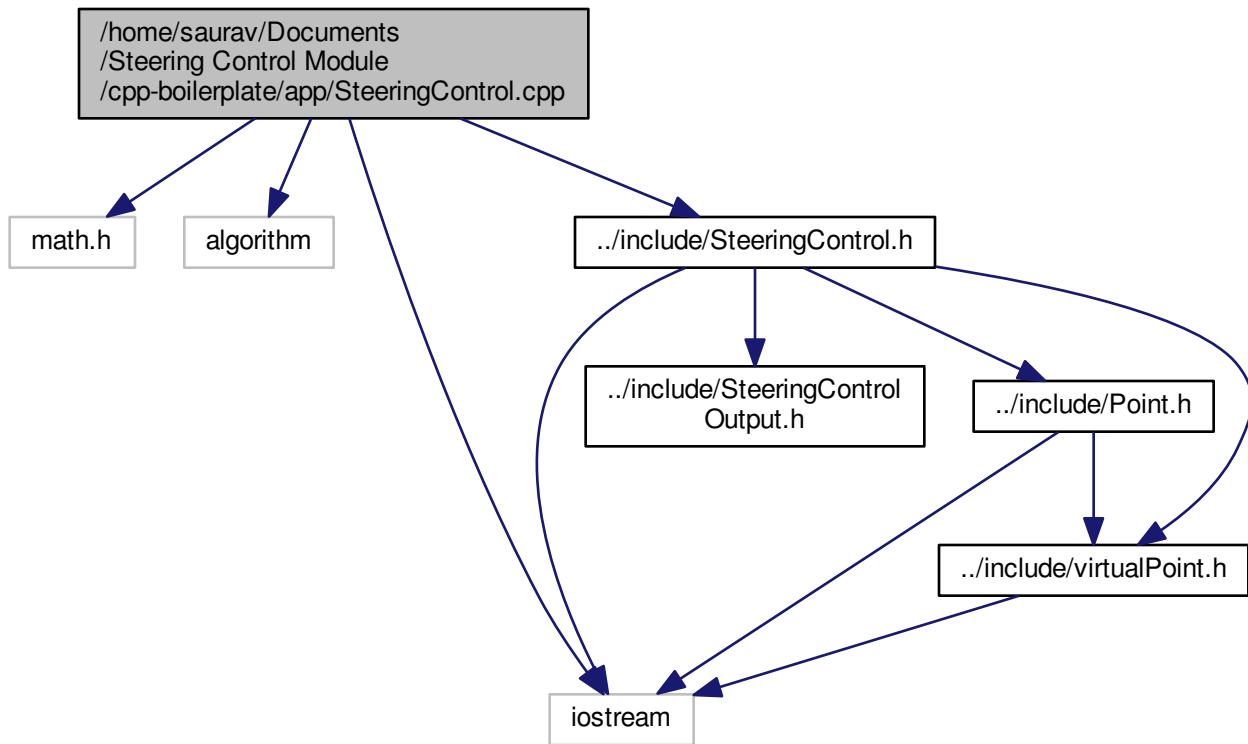 /home/saurav/Documents
/Steering Control Module
/cpp-boilerplate/app/SteeringControl.cpp
math.h
algorithm
../include/SteeringControl.h
../include/SteeringControl
Output.h
../include/Point.h
../include/virtualPoint.h
iostream